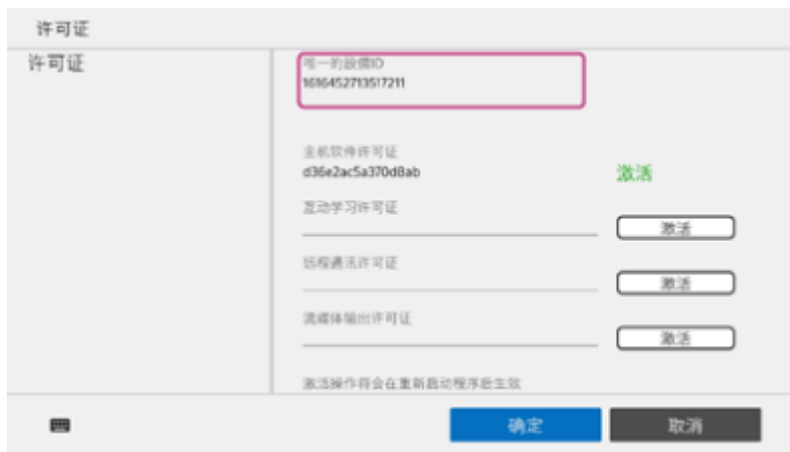 许可证
许可证
唯一的設備ID
1616452713517211
主机软件许可证
d36e2ac5a370d8ab
激活
互动学习许可证
激活
远程通讯许可证
激活
流媒体输出许可证
激活
激活操作将会在重新启动程序后生效
确定
取消